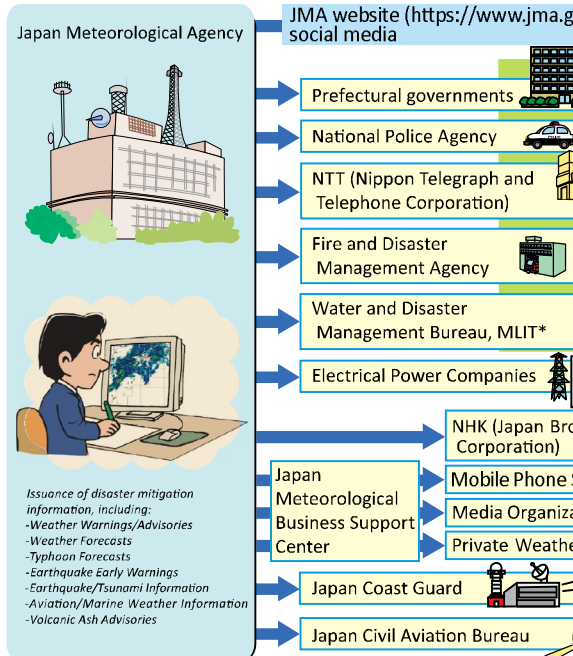 Japan Meteorological Agency
JMA website (https://www.jma.g
social media
Prefectural governments
National Police Agency
NTT (Nippon Telegraph and
Telephone Corporation)
Fire and Disaster
Management Agency
Water and Disaster
Management Bureau, MLIT*
Electrical Power Companies
NHK (Japan Bro
Corporation)
Japan
Meteorological
Business Support
Center
Mobile Phone S
Media Organiza
Private Weathe
Japan Coast Guard
Japan Civil Aviation Bureau
Issuance of disaster mitigation
information, including:
-Weather Warnings/Advisories
-Weather Forecasts
-Typhoon Forecasts
-Earthquake Early Warnings
-Earthquake/Tsunami Information
-Aviation/Marine Weather Information
-Volcanic Ash Advisories